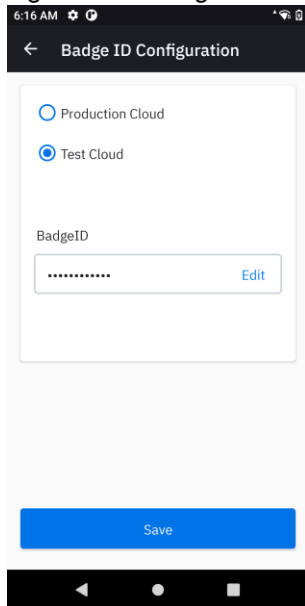 6:16 AM
Badge ID Configuration
Production Cloud
Test Cloud
BadgeID
••••••••••••
Edit
Save